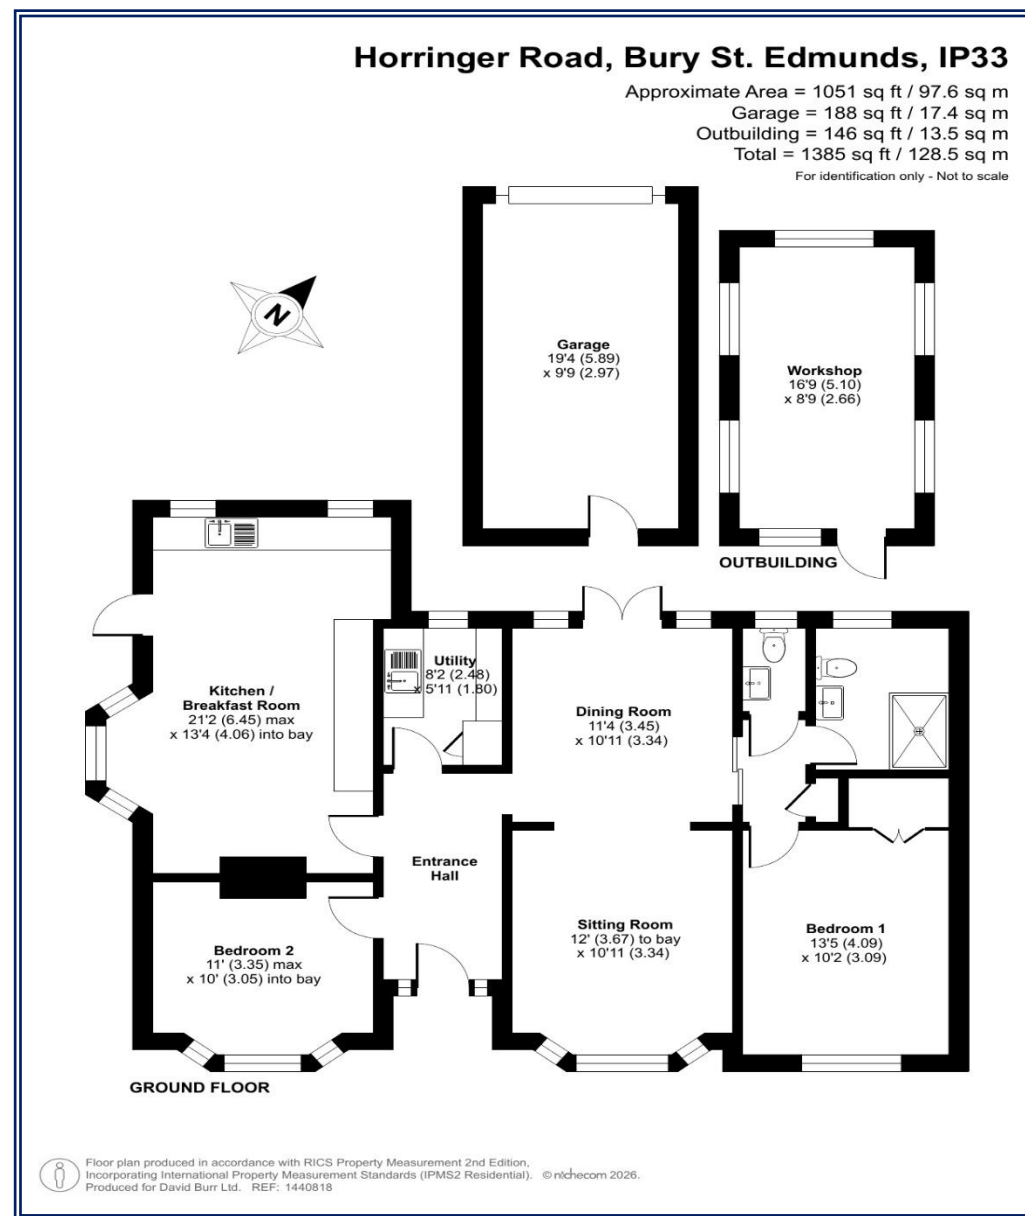 Horringer Road, Bury St. Edmunds, IP33
Approximate Area = 1051 sq ft / 97.6 sq m
Garage = 188 sq ft / 17.4 sq m
Outbuilding = 146 sq ft / 13.5 sq m
Total = 1385 sq ft / 128.5 sq m
For identification only - Not to scale
N
Garage
19'4 (5.89)
x 9'9 (2.97)
Workshop
16'9 (5.10)
x 8'9 (2.66)
OUTBUILDING
Utility
8'2 (2.48)
x 5'11 (1.80)
Kitchen /
Breakfast Room
21'2 (6.45) max
x 13'4 (4.06) into bay
Dining Room
11'4 (3.45)
x 10'11 (3.34)
Entrance
Hall
Sitting Room
12' (3.67) to bay
x 10'11 (3.34)
Bedroom 1
13'5 (4.09)
x 10'2 (3.09)
Bedroom 2
11' (3.35) max
x 10' (3.05) into bay
GROUND FLOOR
Floor plan produced in accordance with RICS Property Measurement 2nd Edition,
Incorporating International Property Measurement Standards (IPMS2 Residential). © nichecom 2026.
Produced for David Burr Ltd. REF: 1440818